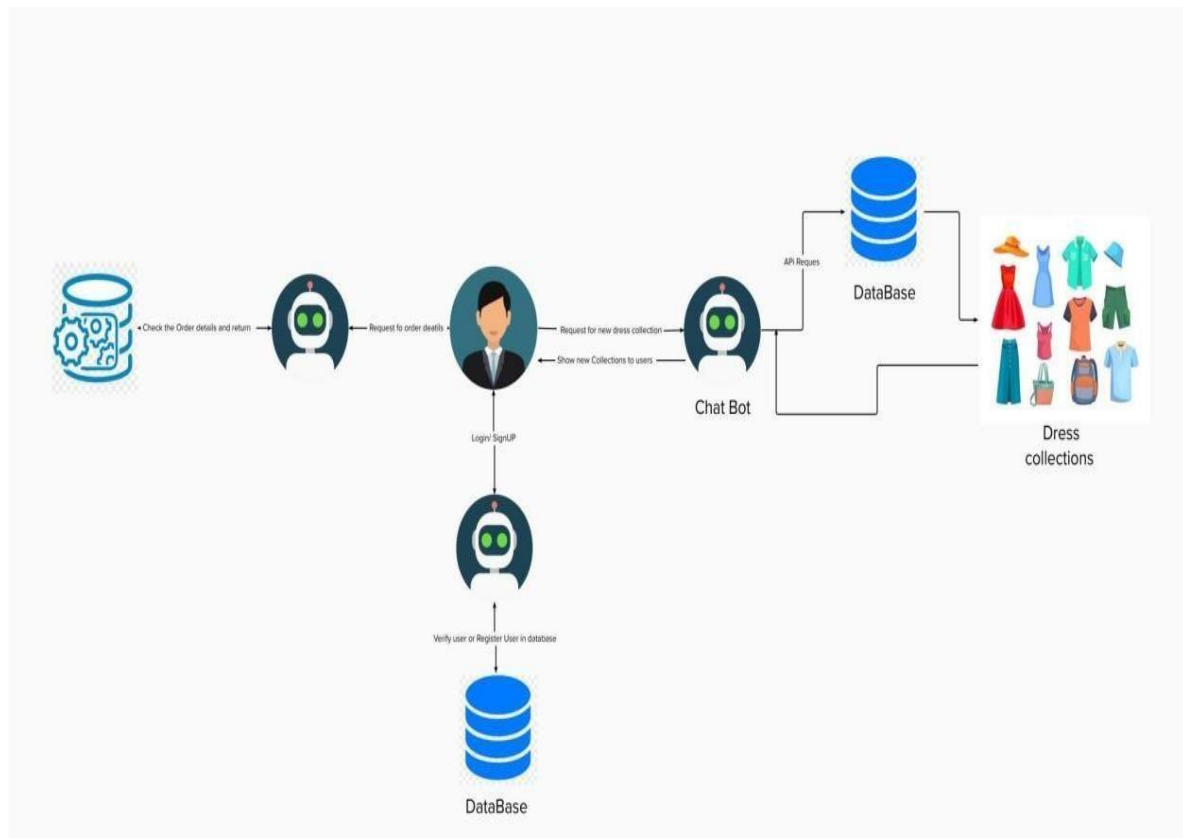 APi Reques
DataBase
Check the Order details and return
Request fo order deatils
Request for new dress collection
Show new Collections to users
Chat Bot
Dress
collections
Login/ SignUP
Verify user or Register User in database
DataBase